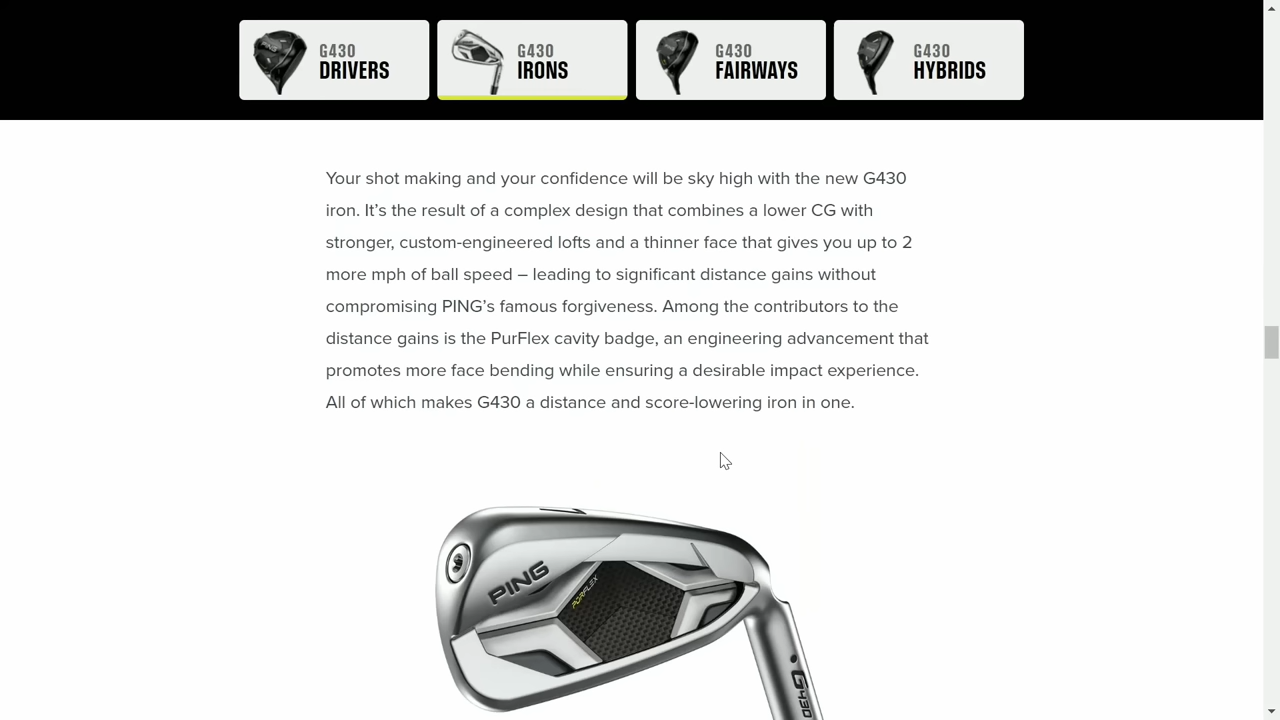 G430
DRIVERS
G430
IRONS
G430
FAIRWAYS
G430
HYBRIDS
Your shot making and your confidence will be sky high with the new G430
iron. It’s the result of a complex design that combines a lower CG with
stronger, custom-engineered lofts and a thinner face that gives you up to 2
more mph of ball speed – leading to significant distance gains without
compromising PING’s famous forgiveness. Among the contributors to the
distance gains is the PurFlex cavity badge, an engineering advancement that
promotes more face bending while ensuring a desirable impact experience.
All of which makes G430 a distance and score-lowering iron in one.
PING
PURFLEX
G430